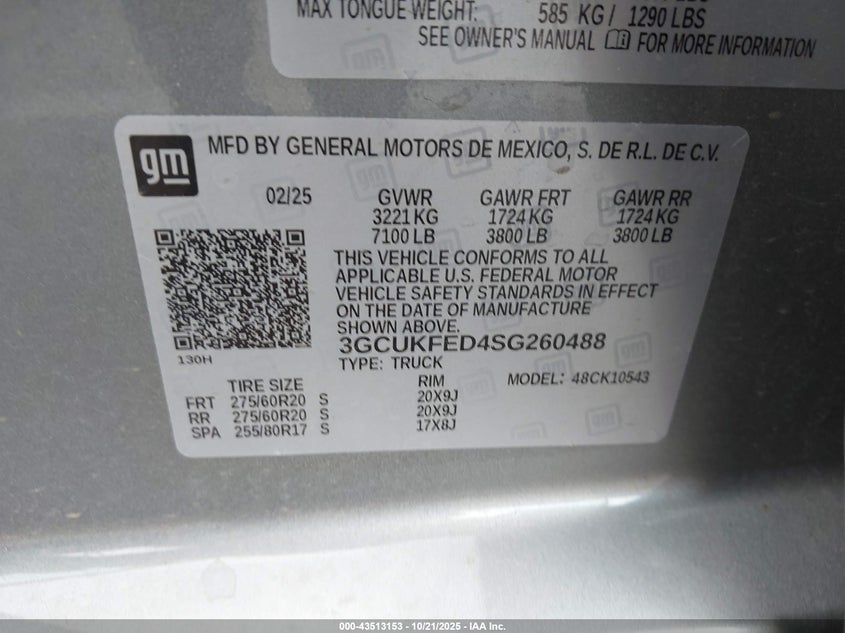 MAX TONGUE WEIGHT: 585 KG / 1290 LBS
SEE OWNER'S MANUAL FOR MORE INFORMATION
gm
MFD BY GENERAL MOTORS DE MEXICO, S. DE R.L. DE C.V.
02/25 GVWR GAWR FRT GAWR RR
3221 KG 1724 KG 1724 KG
7100 LB 3800 LB 3800 LB
THIS VEHICLE CONFORMS TO ALL
APPLICABLE U.S. FEDERAL MOTOR
VEHICLE SAFETY STANDARDS IN EFFECT
ON THE DATE OF MANUFACTURE
SHOWN ABOVE.
3GCUKFED4SG260488
130H
TYPE: TRUCK
MODEL: 48CK10543
TIRE SIZE RIM
FRT 275/60R20 S 20X9J
RR 275/60R20 S 20X9J
SPA 255/80R17 S 17X8J
000-43513153 - 10/21/2025 - IAA Inc.